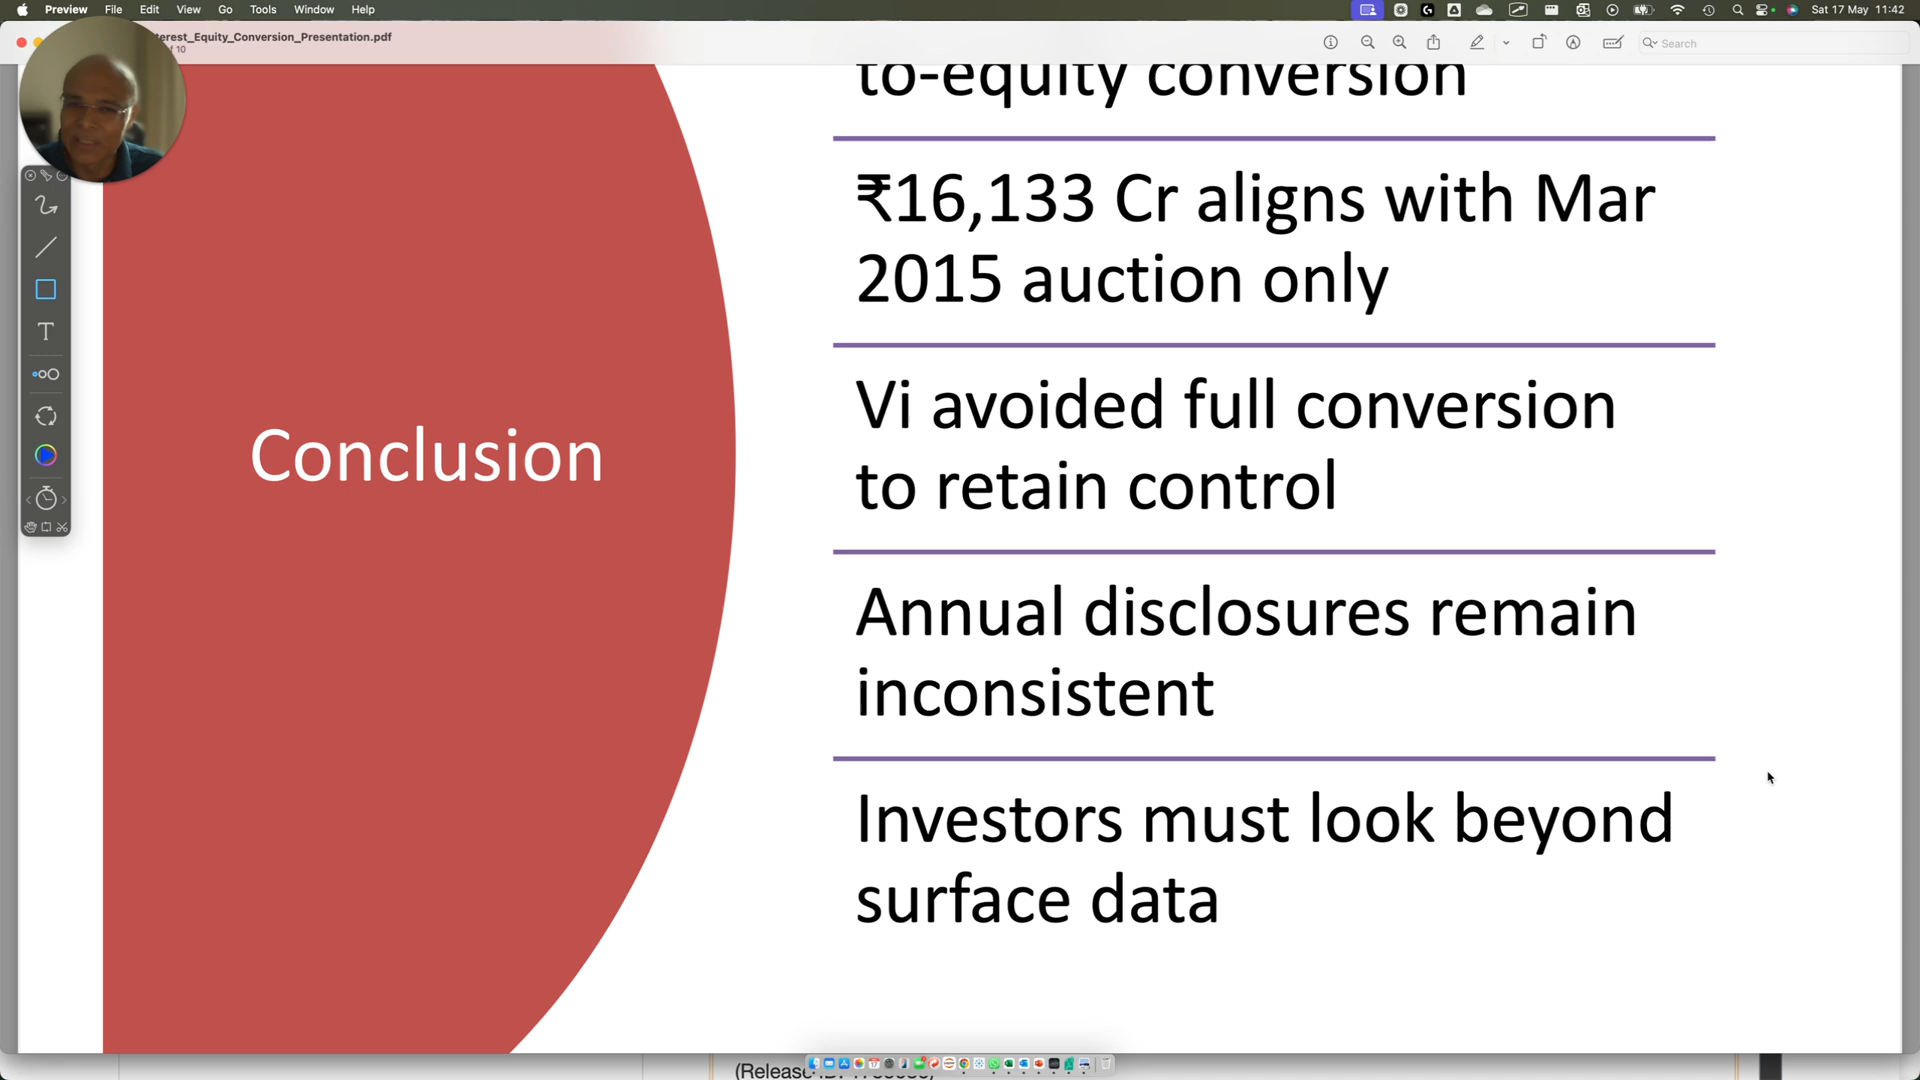 Preview File Edit View Go Tools Window Help
Sat 17 May 11:42
terest_Equity_Conversion_Presentation.pdf
of 10
Search
to-equity conversion
₹16,133 Cr aligns with Mar
2015 auction only
Vi avoided full conversion
to retain control
Conclusion
Annual disclosures remain
inconsistent
Investors must look beyond
surface data
(Release